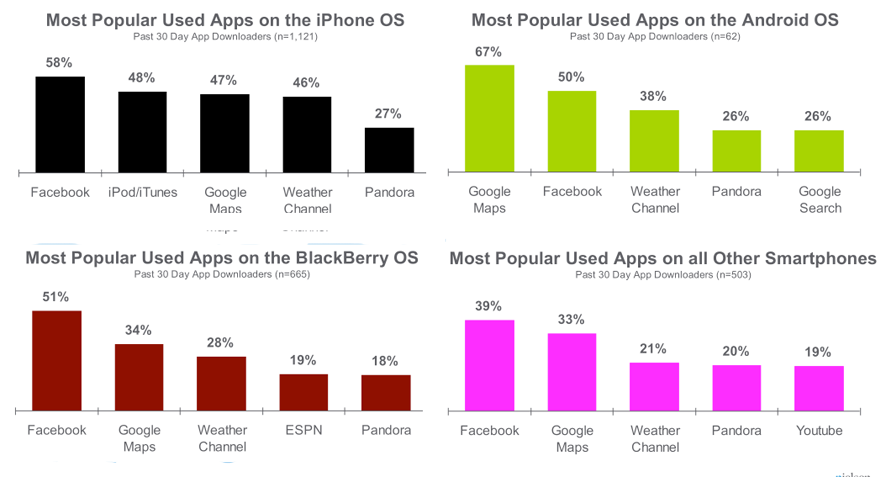 Most Popular Used Apps on the iPhone OS
Past 30 Day App Downloaders (n=1,121)
58%
48%
47%
46%
27%
Facebook
iPod/iTunes
Google
Maps
Weather
Channel
Pandora
Most Popular Used Apps on the Android OS
Past 30 Day App Downloaders (n=62)
67%
50%
38%
26%
26%
Google
Maps
Facebook
Weather
Channel
Pandora
Google
Search
Most Popular Used Apps on the BlackBerry OS
Past 30 Day App Downloaders (n=665)
51%
34%
28%
19%
18%
Facebook
Google
Maps
Weather
Channel
ESPN
Pandora
Most Popular Used Apps on all Other Smartphones
Past 30 Day App Downloaders (n=503)
39%
33%
21%
20%
19%
Facebook
Google
Maps
Weather
Channel
Pandora
Youtube